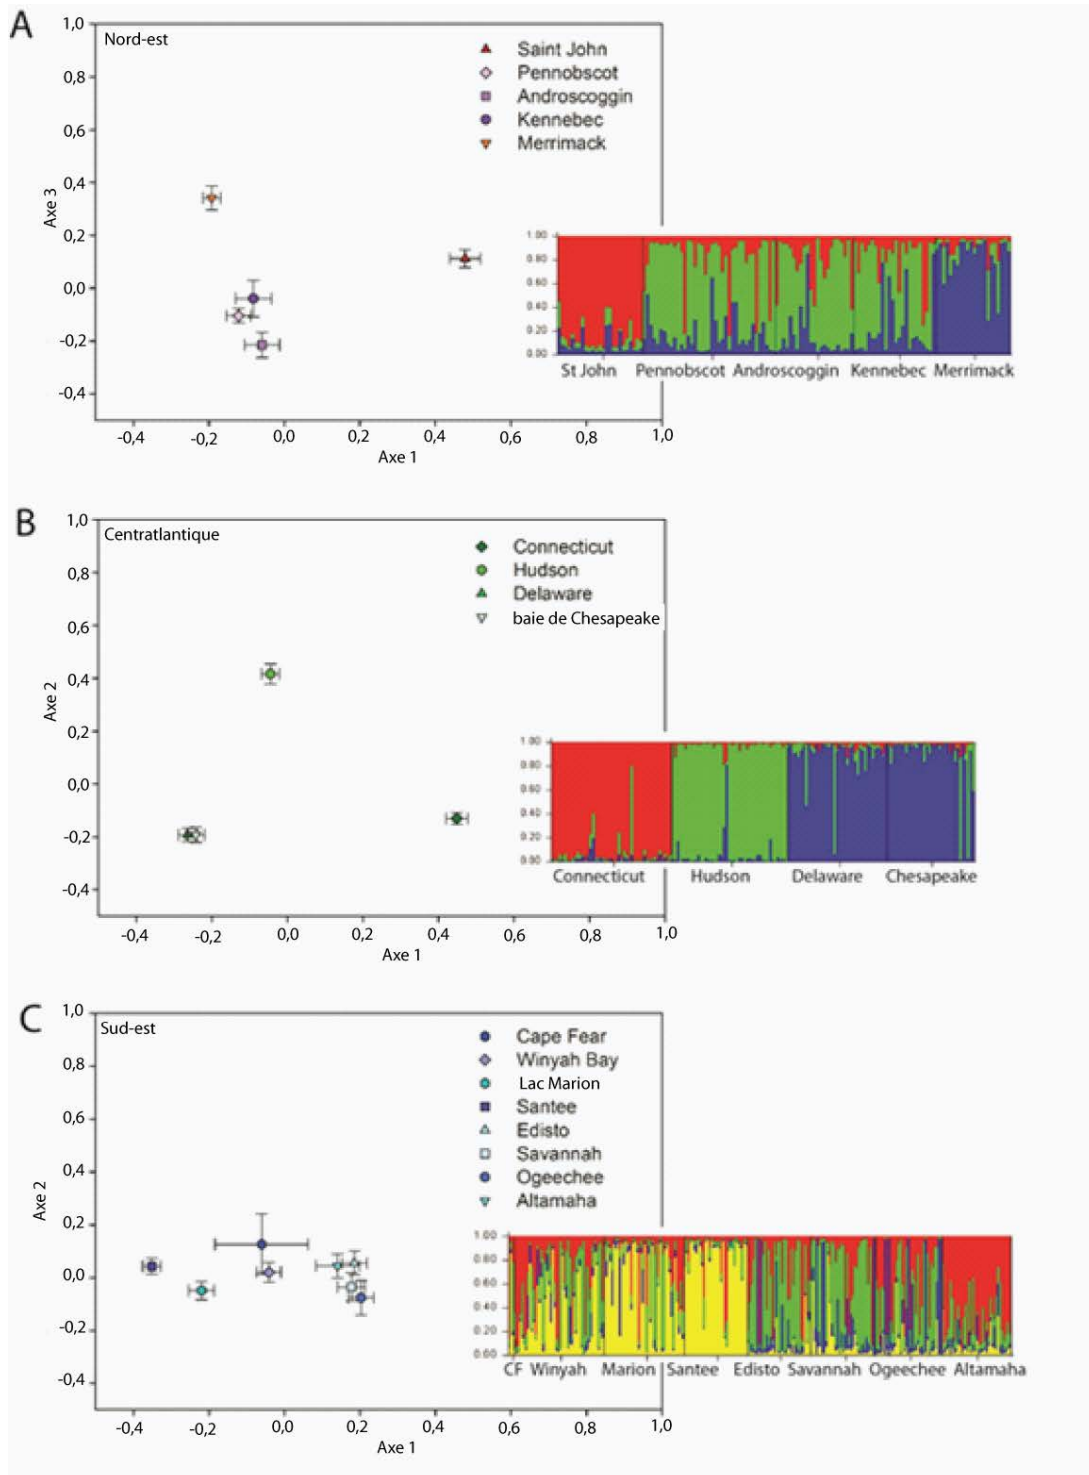 A
Nord-est
Saint John
Pennobscot
Androscoggin
Kennebec
Merrimack
1,0
0,8
0,6
0,4
0,2
0,0
-0,2
-0,4
Axe 3
-0,4
-0,2
0,0
0,2
0,4
0,6
0,8
1,0
Axe 1
1.00
0.80
0.60
0.40
0.20
0.00
St John
Pennobscot
Androscoggin
Kennebec
Merrimack
B
Centratlantique
Connecticut
Hudson
Delaware
baie de Chesapeake
1,0
0,8
0,6
0,4
0,2
0,0
-0,2
-0,4
Axe 2
-0,4
-0,2
0,0
0,2
0,4
0,6
0,8
1,0
Axe 1
1.00
0.80
0.60
0.40
0.20
0.00
Connecticut
Hudson
Delaware
Chesapeake
C
Sud-est
Cape Fear
Winyah Bay
Lac Marion
Santee
Edisto
Savannah
Ogeechee
Altamaha
1,0
0,8
0,6
0,4
0,2
0,0
-0,2
-0,4
Axe 2
-0,4
-0,2
0,0
0,2
0,4
0,6
0,8
1,0
Axe 1
1.00
0.80
0.60
0.40
0.20
0.00
CF
Winyah
Marion
Santee
Edisto
Savannah
Ogeechee
Altamaha